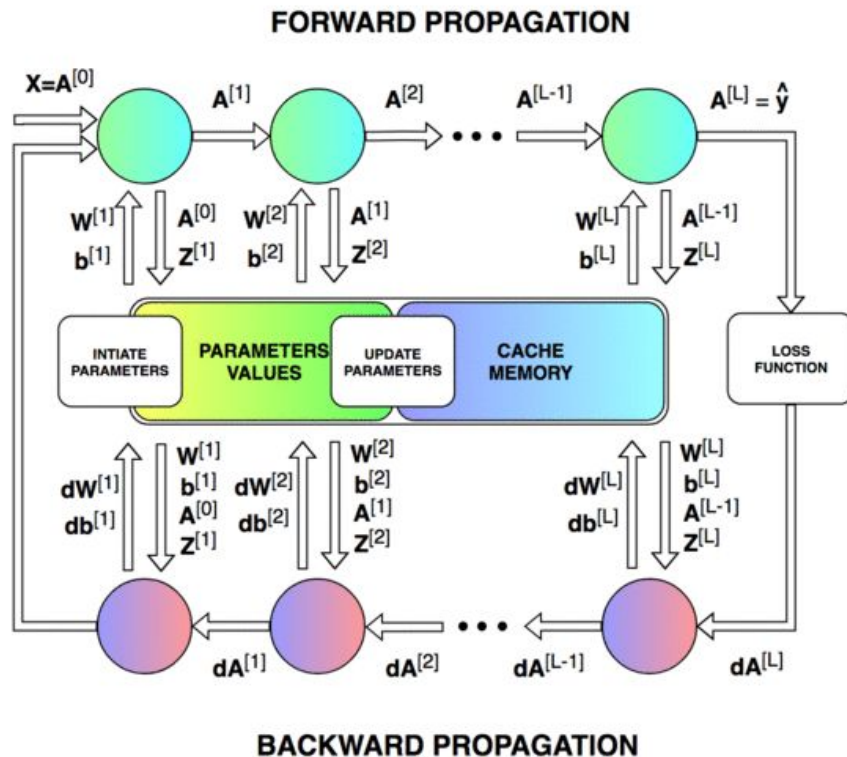 FORWARD PROPAGATION
X=A[0]
A[1]
A[2]
A[L-1]
A[L] = ŷ
W[1]
b[1]
A[0]
Z[1]
W[2]
b[2]
A[1]
Z[2]
W[L]
b[L]
A[L-1]
Z[L]
INTIATE
PARAMETERS
PARAMETERS
VALUES
UPDATE
PARAMETERS
CACHE
MEMORY
LOSS
FUNCTION
dW[1]
db[1]
W[1]
b[1]
A[0]
Z[1]
dW[2]
db[2]
W[2]
b[2]
A[1]
Z[2]
dW[L]
db[L]
W[L]
b[L]
A[L-1]
Z[L]
dA[1]
dA[2]
dA[L-1]
dA[L]
BACKWARD PROPAGATION